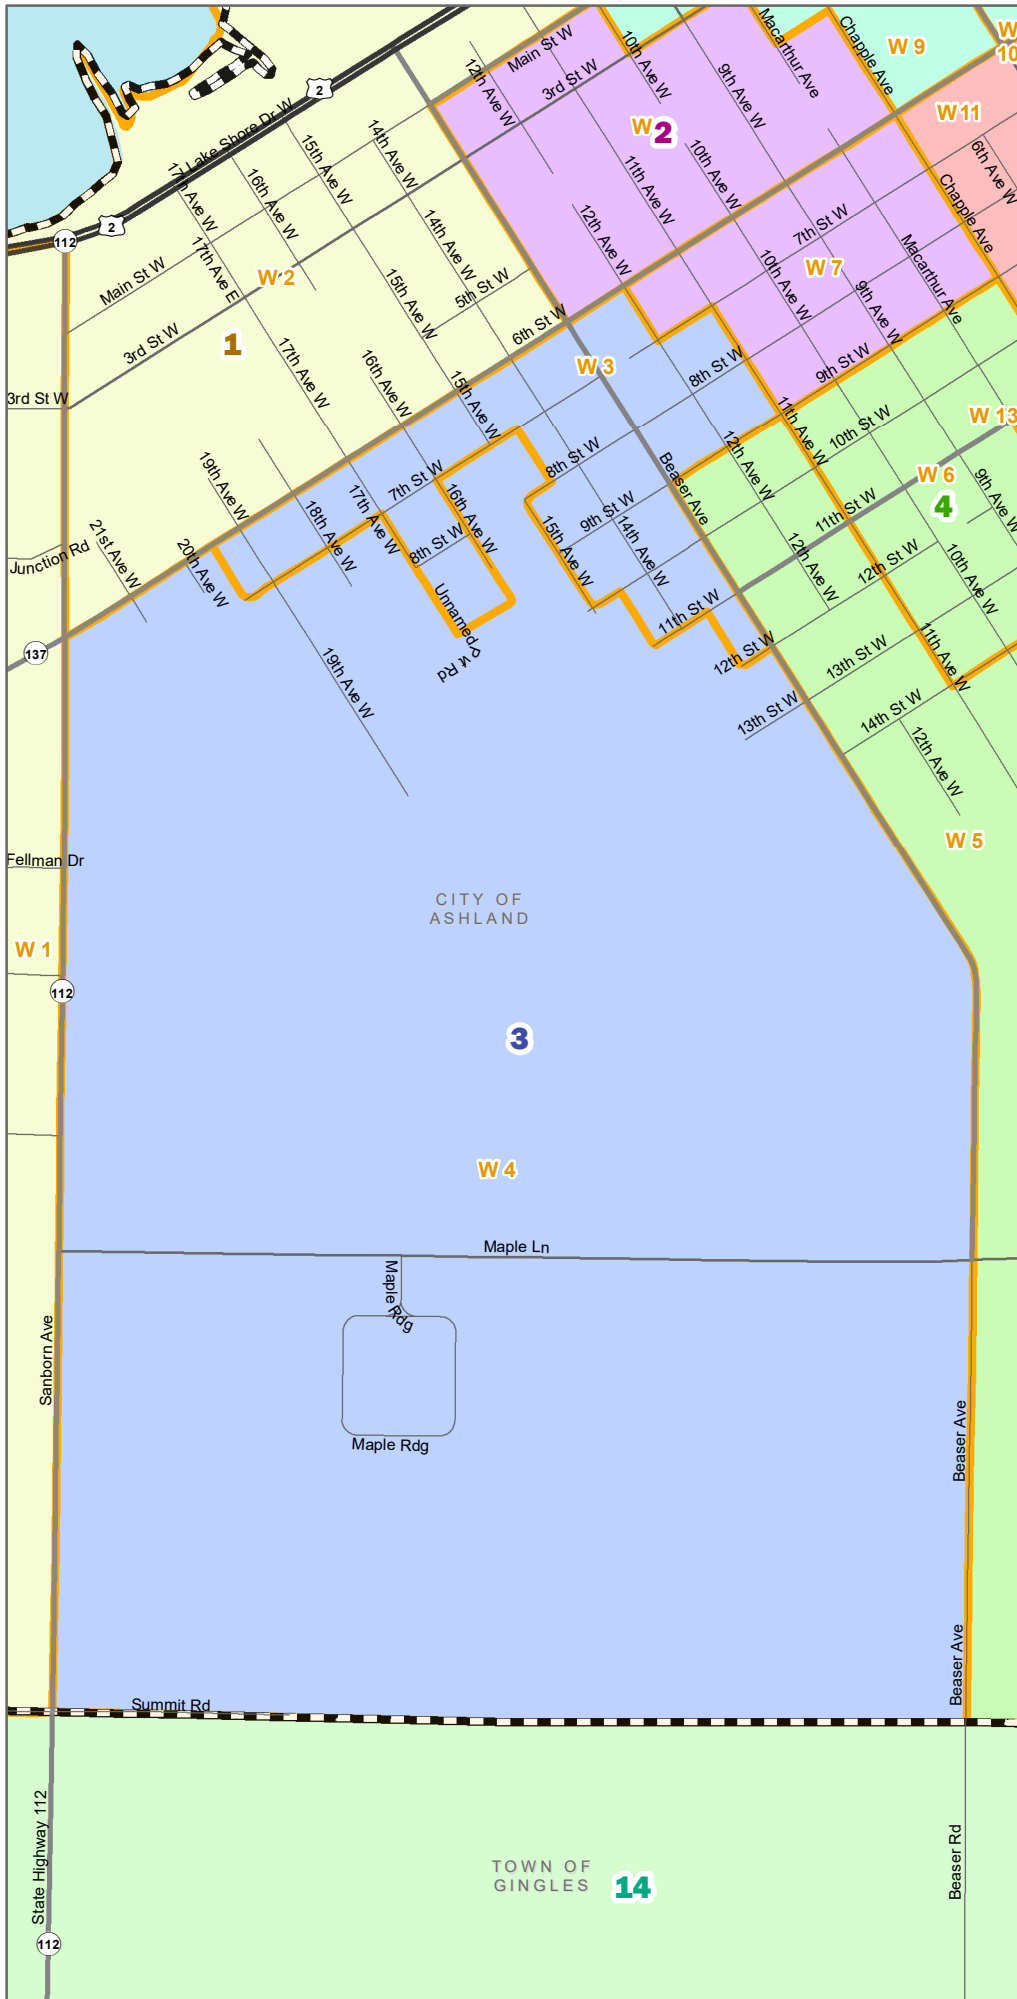 Main St W
10th Ave W
Macarthur Ave
Chapple Ave
W 9
W
10
12th Ave W
3rd St W
9th Ave W
2
Lake Shore Dr W
15th Ave W
14th Ave W
W
2
W 11
6th Ave W
17th Ave W
16th Ave W
11th Ave W
10th Ave W
Chapple Ave
2
112
14th Ave W
12th Ave W
7th St W
Macarthur Ave
Main St W
17th Ave E
W 2
15th Ave W
5th St W
10th Ave W
W 7
9th Ave W
3rd St W
1
17th Ave W
6th St W
16th Ave W
15th Ave W
W 3
8th St W
9th St W
3rd St W
11th Ave W
10th St W
W 13
19th Ave W
7th St W
8th St W
Beaser Ave
12th Ave W
W 6
4
9th Ave W
18th Ave W
17th Ave W
16th Ave W
9th St W
11th St W
Junction Rd
21st Ave W
20th Ave W
8th St W
15th Ave W
14th Ave W
12th Ave W
12th St W
10th Ave W
Unnamed
Pvt Rd
11th St W
137
19th Ave W
12th St W
13th St W
11th Ave W
13th St W
14th St W
12th Ave W
Fellman Dr
W 5
CITY OF
ASHLAND
W 1
112
3
W 4
Maple Ln
Maple Rdg
Sanborn Ave
Maple Rdg
Beaser Ave
Beaser Ave
Summit Rd
State Highway 112
TOWN OF
GINGLES
14
Beaser Rd
112